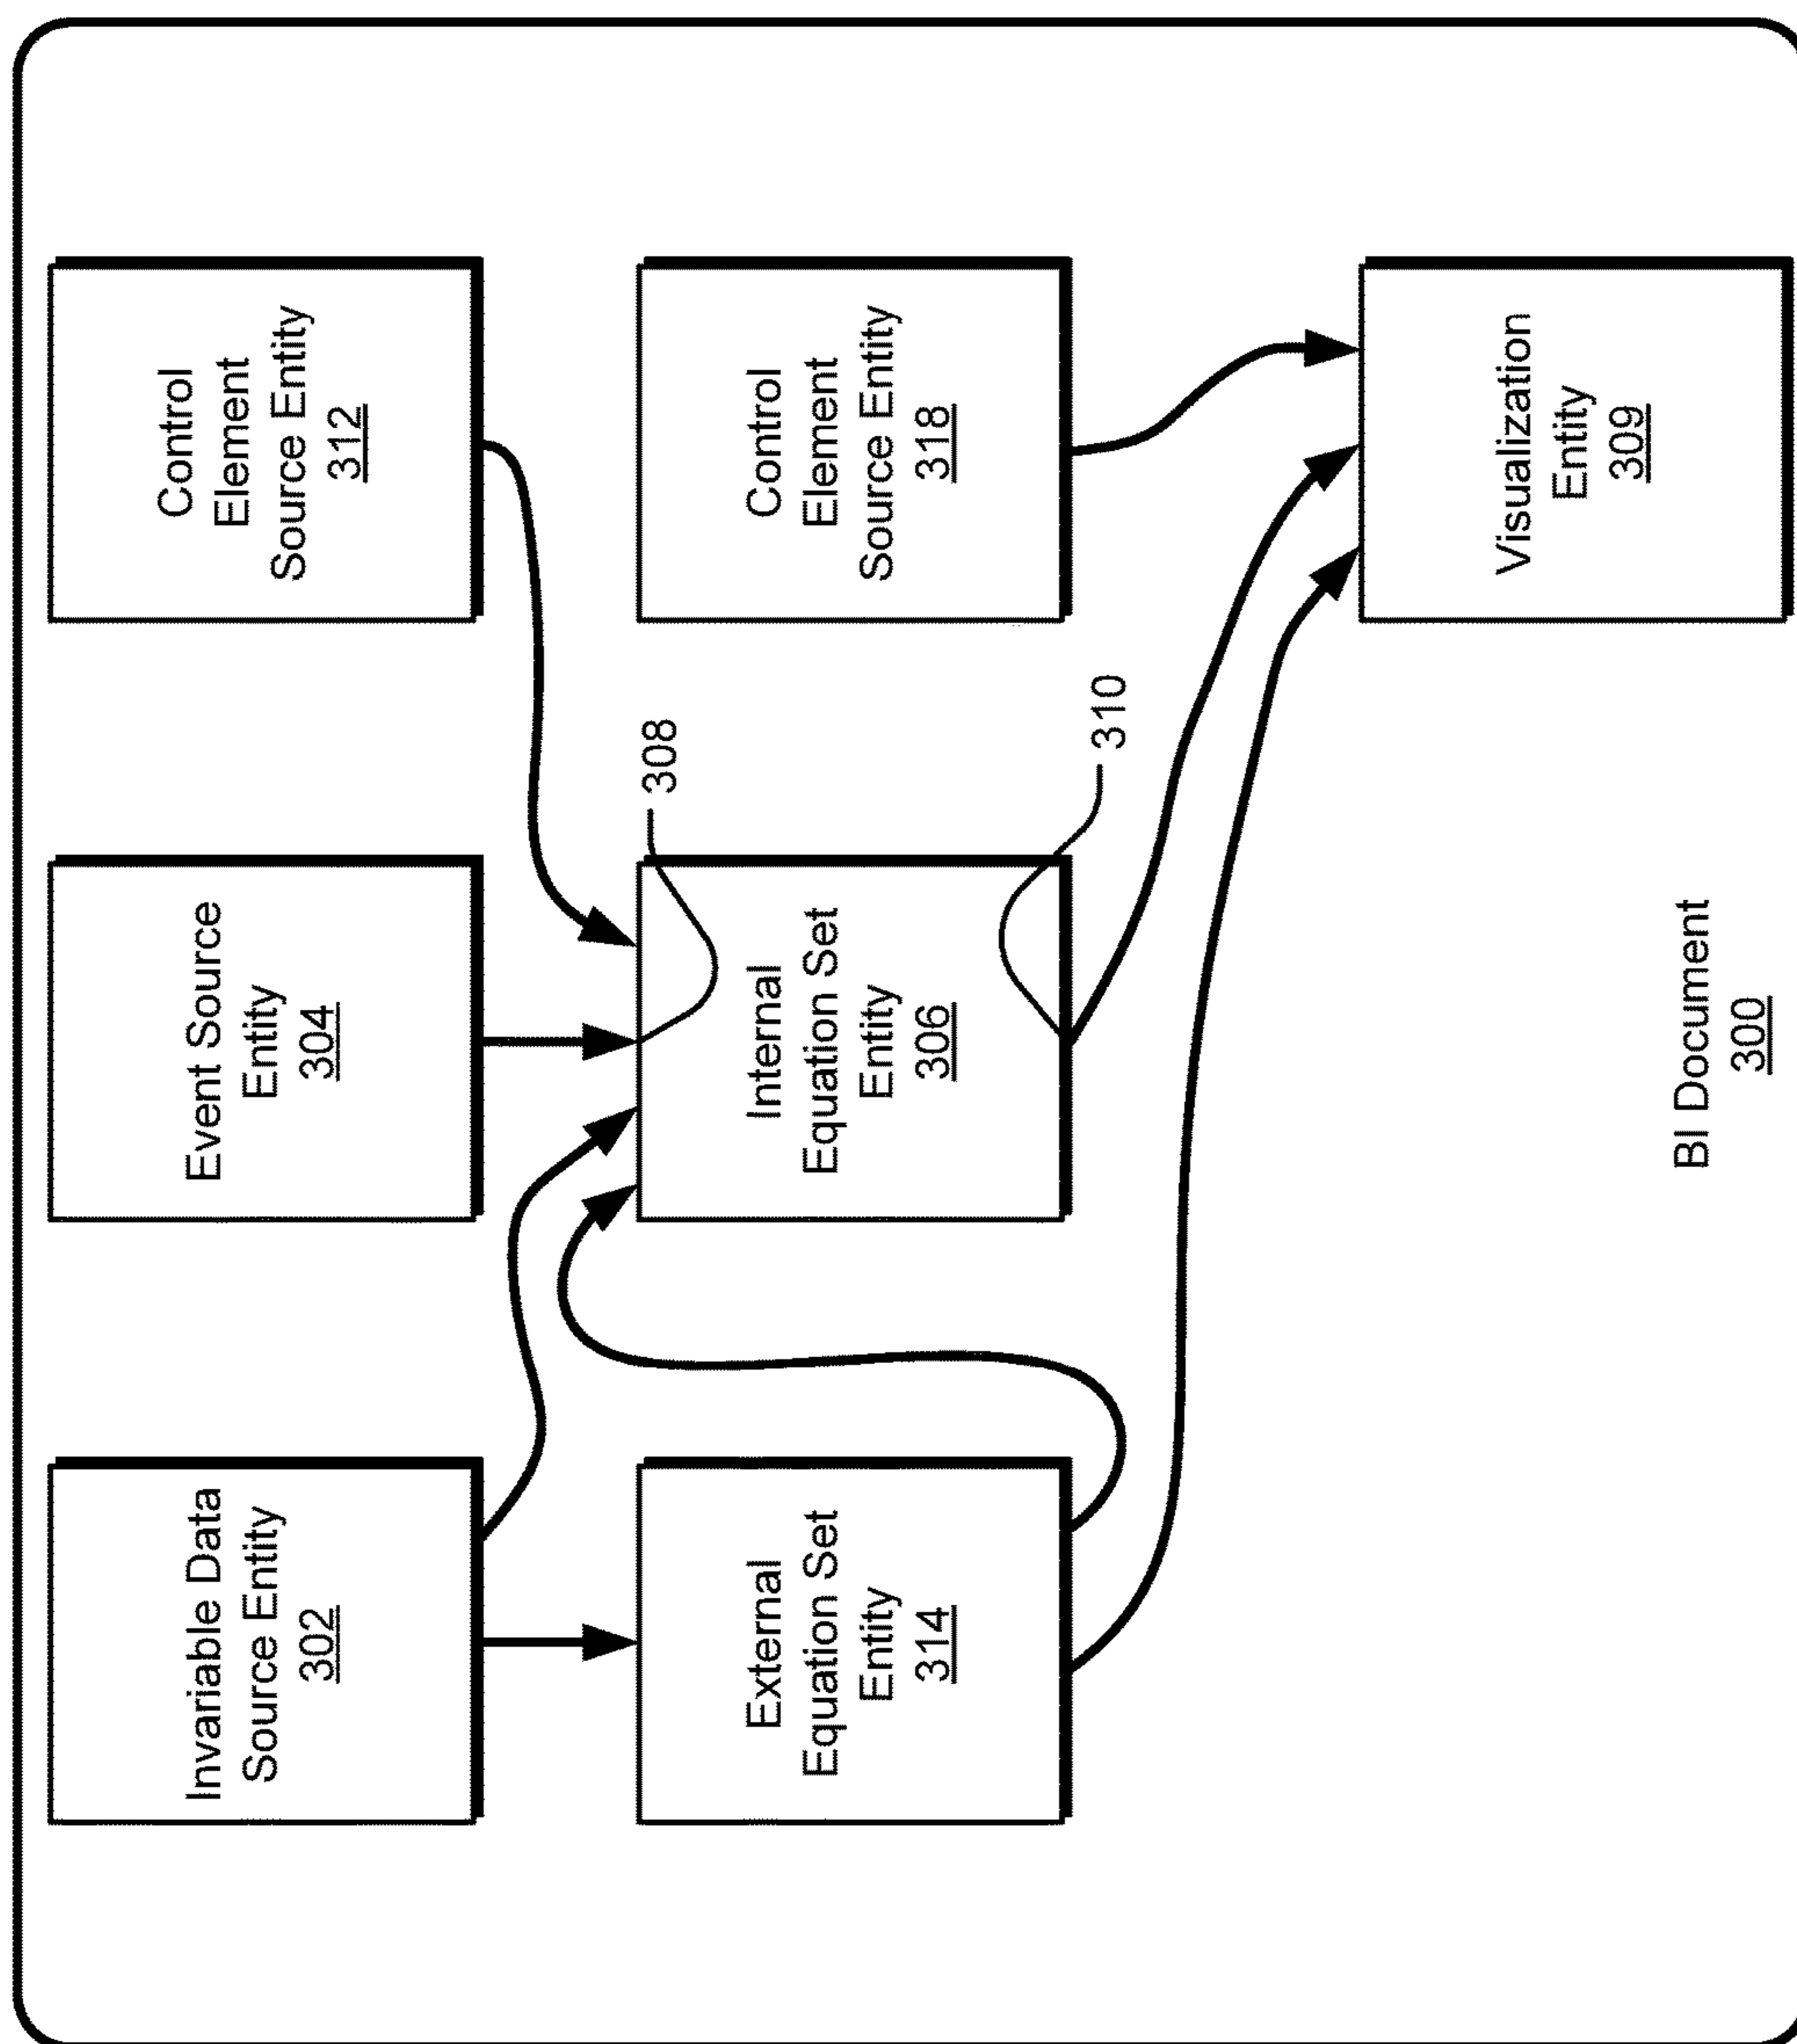 Invariable Data
Source Entity
302
Event Source
Entity
304
Control
Element
Source Entity
312
External
Equation Set
Entity
314
Internal
Equation Set
Entity
306
308
310
Control
Element
Source Entity
318
Visualization
Entity
309
BI Document
300